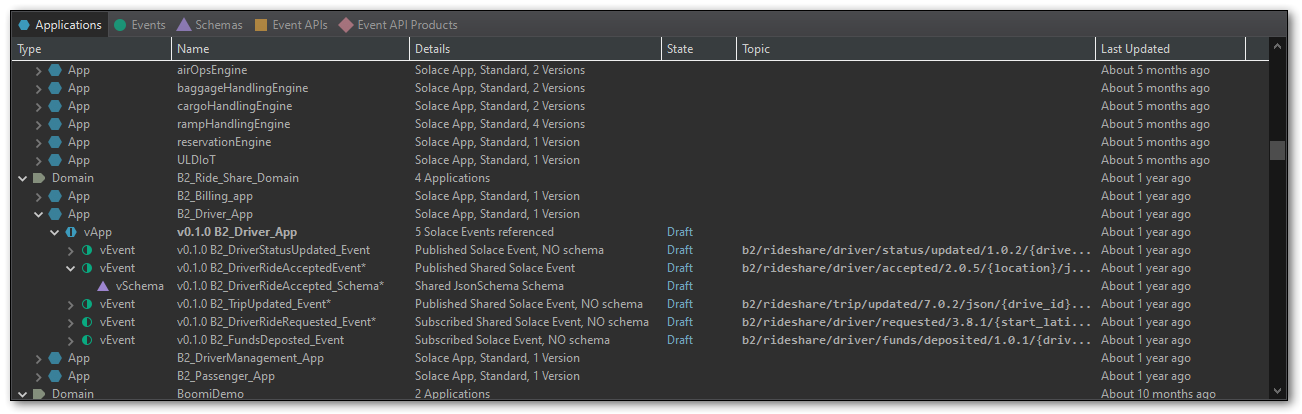 Applications Events Schemas Event APIs Event API Products
Type Name Details State Topic Last Updated
App airOpsEngine Solace App, Standard, 2 Versions About 5 months ago
App baggageHandlingEngine Solace App, Standard, 2 Versions About 5 months ago
App cargoHandlingEngine Solace App, Standard, 2 Versions About 5 months ago
App rampHandlingEngine Solace App, Standard, 4 Versions About 5 months ago
App reservationEngine Solace App, Standard, 1 Version About 5 months ago
App ULDIoT Solace App, Standard, 1 Version About 5 months ago
Domain B2_Ride_Share_Domain 4 Applications About 1 year ago
App B2_Billing_app Solace App, Standard, 1 Version About 1 year ago
App B2_Driver_App Solace App, Standard, 1 Version About 1 year ago
vApp v0.1.0 B2_Driver_App 5 Solace Events referenced Draft About 1 year ago
vEvent v0.1.0 B2_DriverStatusUpdated_Event Published Solace Event, NO schema Draft b2/rideshare/driver/status/updated/1.0.2/{drive... About 1 year ago
vEvent v0.1.0 B2_DriverRideAcceptedEvent* Published Shared Solace Event Draft b2/rideshare/driver/accepted/2.0.5/{location}/j... About 1 year ago
vSchema v0.1.0 B2_DriverRideAccepted_Schema* Shared JsonSchema Schema Draft About 1 year ago
vEvent v0.1.0 B2_TripUpdated_Event* Published Shared Solace Event, NO schema Draft b2/rideshare/trip/updated/7.0.2/json/{drive_id}... About 1 year ago
vEvent v0.1.0 B2_DriverRideRequested_Event* Subscribed Shared Solace Event, NO schema Draft b2/rideshare/driver/requested/3.8.1/{start_lati... About 1 year ago
vEvent v0.1.0 B2_FundsDeposted_Event Subscribed Solace Event, NO schema Draft b2/rideshare/driver/funds/deposited/1.0.1/{driv... About 1 year ago
App B2_DriverManagement_App Solace App, Standard, 1 Version About 1 year ago
App B2_Passenger_App Solace App, Standard, 1 Version About 1 year ago
Domain BoomiDemo 2 Applications About 10 months ago